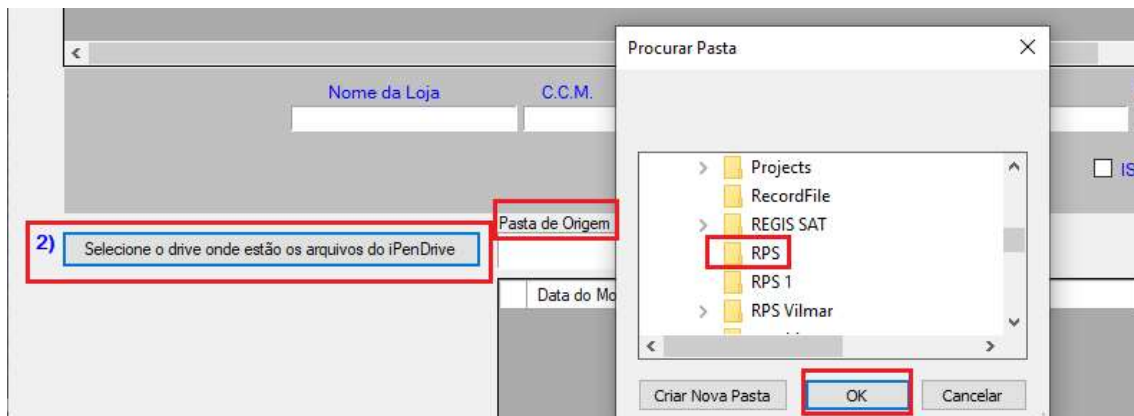 Procurar Pasta
Nome da Loja C.C.M.
Projects
RecordFile
REGIS SAT
RPS
RPS 1
RPS Vilmar
IS
Pasta de Origem
2) Selecione o drive onde estão os arquivos do iPenDrive
Data do Mo
Criar Nova Pasta OK Cancelar